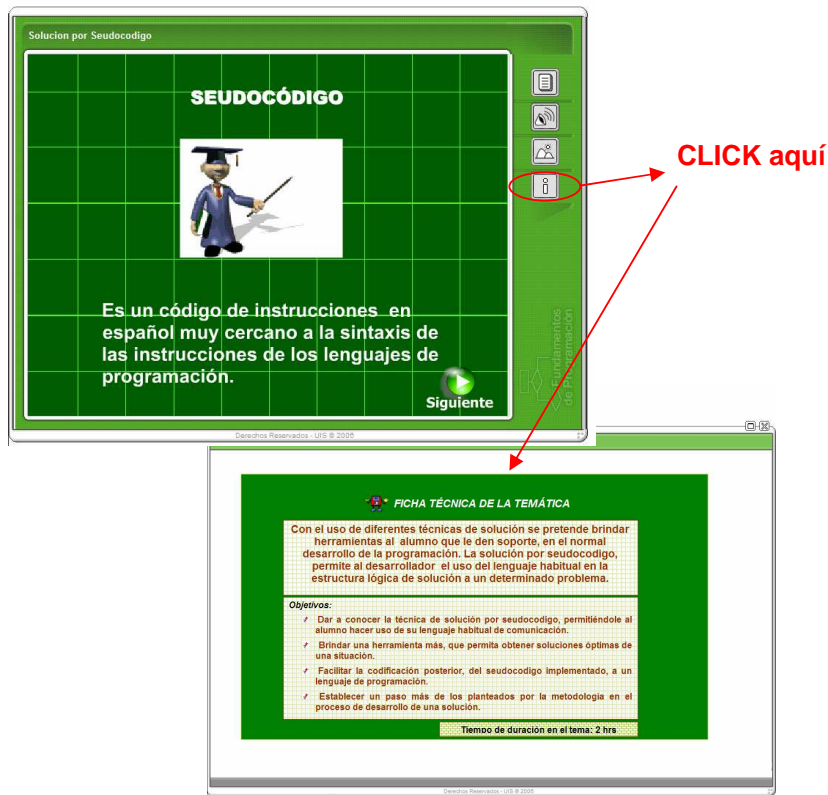 Solucion por Seudocodigo
SEUDOCÓDIGO
Es un código de instrucciones en
español muy cercano a la sintaxis de
las instrucciones de los lenguajes de
programación.
Siguiente
Fundamentos
de Programación
Derechos Reservados - UIS © 2006
CLICK aquí
FICHA TÉCNICA DE LA TEMÁTICA
Con el uso de diferentes técnicas de solución se pretende brindar
herramientas al alumno que le den soporte, en el normal
desarrollo de la programación. La solución por seudocodigo,
permite al desarrollador el uso del lenguaje habitual en la
estructura lógica de solución a un determinado problema.
Objetivos:
Dar a conocer la técnica de solución por seudocodigo, permitiéndole al
alumno hacer uso de su lenguaje habitual de comunicación.
Brindar una herramienta más, que permita obtener soluciones óptimas de
una situación.
Facilitar la codificación posterior, del seudocodigo implementado, a un
lenguaje de programación.
Establecer un paso más de los planteados por la metodología en el
proceso de desarrollo de una solución.
Tiempo de duración en el tema: 2 hrs
Derechos Reservados - UIS © 2006